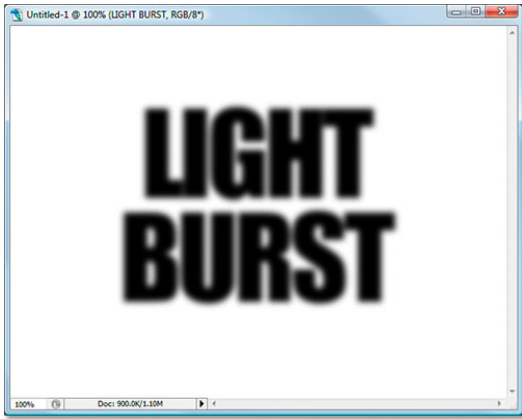 Untitled-1 @ 100% (LIGHT BURST, RGB/8*)
LIGHT
BURST
100%
Doc: 900.0K/1.10M